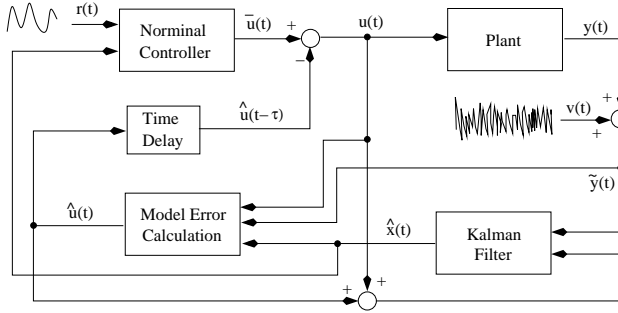 r(t)
Norminal
Controller
ū(t)
+
−
u(t)
Plant
y(t)
Time
Delay
û(t−τ)
v(t)
+
+
û(t)
Model Error
Calculation
x̂(t)
ỹ(t)
Kalman
Filter
+
+